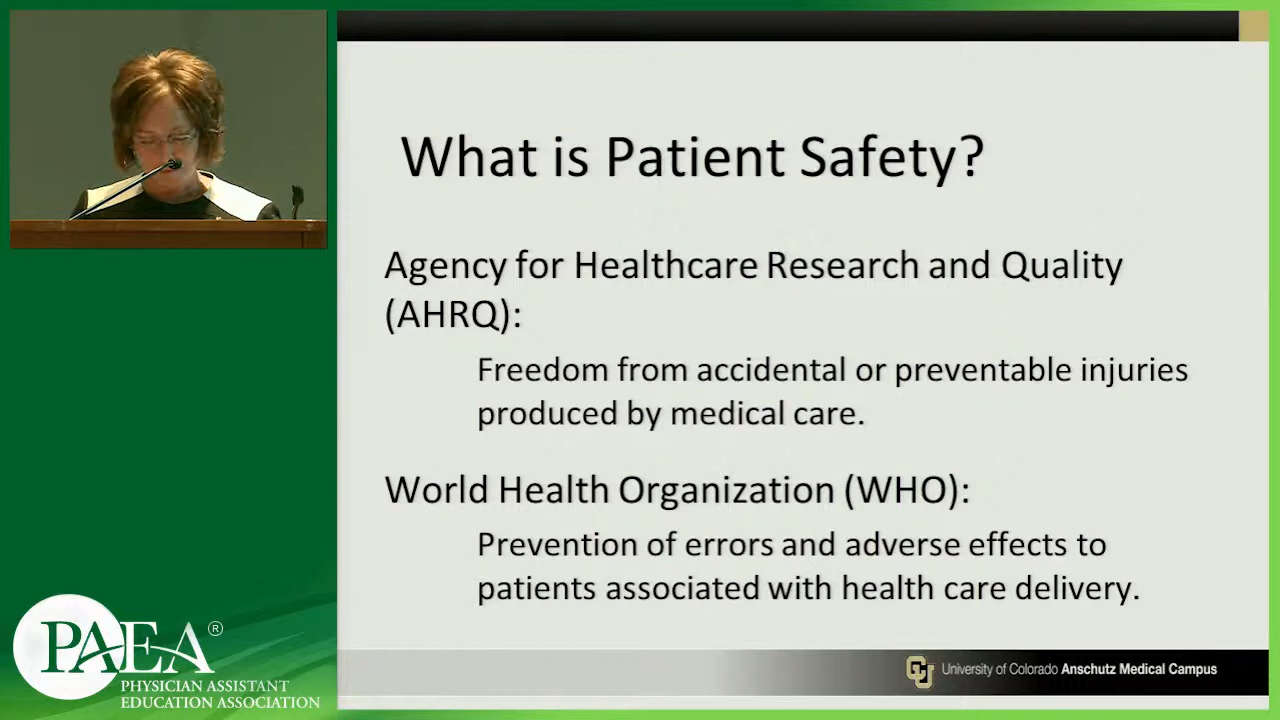 What is Patient Safety?
Agency for Healthcare Research and Quality
(AHRQ):
Freedom from accidental or preventable injuries
produced by medical care.
World Health Organization (WHO):
Prevention of errors and adverse effects to
patients associated with health care delivery.
CU University of Colorado Anschutz Medical Campus
PAEA®
PHYSICIAN ASSISTANT
EDUCATION ASSOCIATION